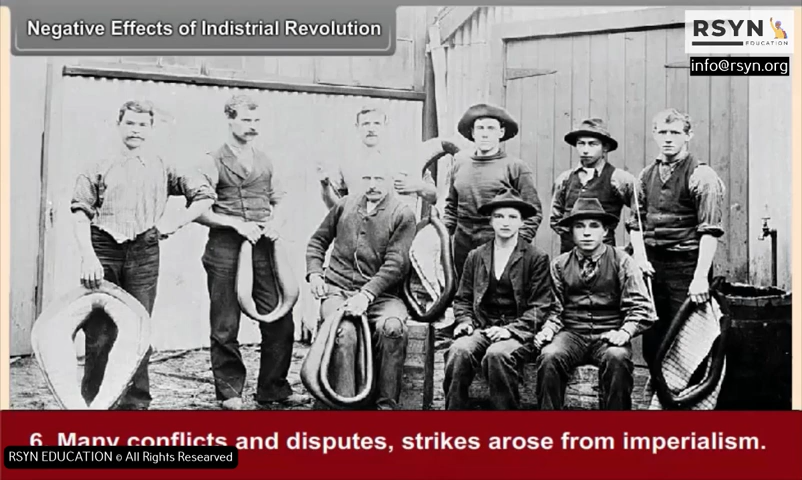 Negative Effects of Indistrial Revolution
RSYN
EDUCATION
info@rsyn.org
6. Many conflicts and disputes, strikes arose from imperialism.
RSYN EDUCATION © All Rights Researved